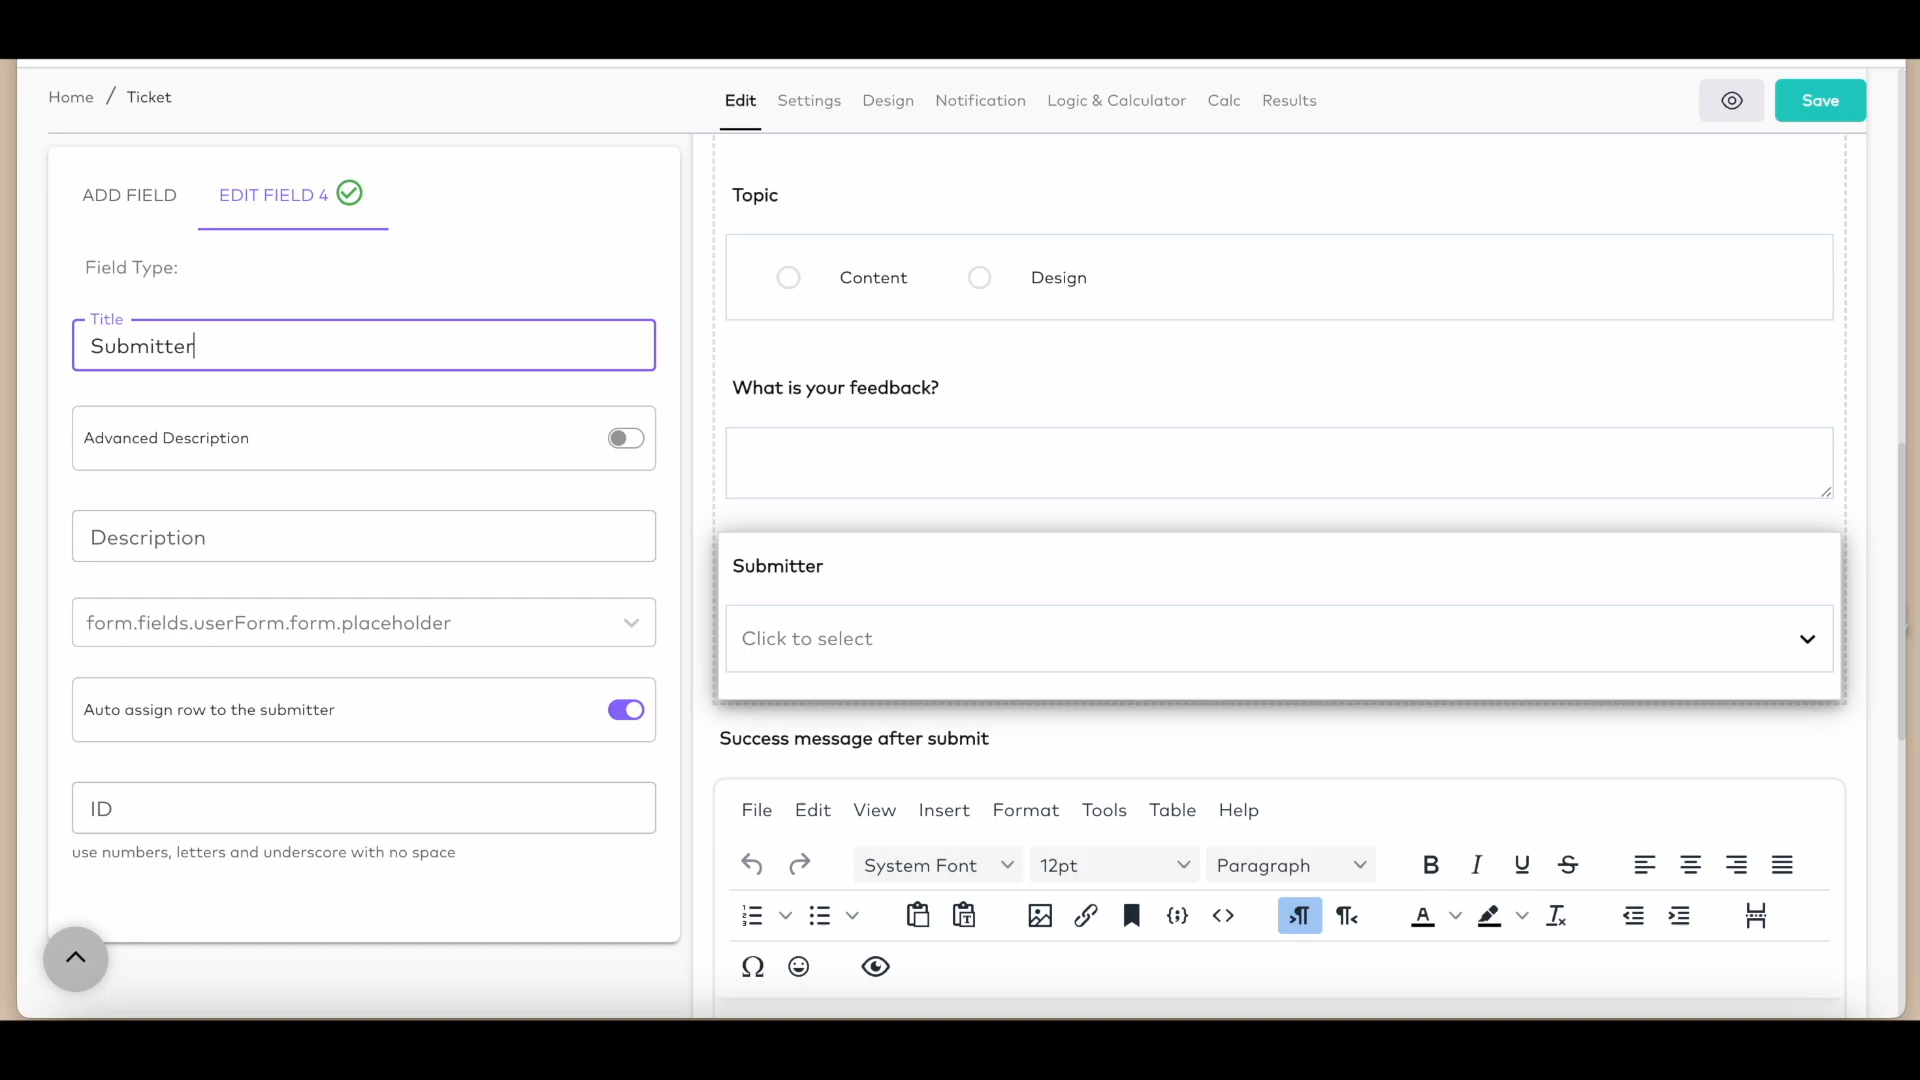 Home / Ticket
Edit Settings Design Notification Logic & Calculator Calc Results
Save
ADD FIELD EDIT FIELD 4
Field Type:
Title
Submitter
Advanced Description
Description
form.fields.userForm.form.placeholder
Auto assign row to the submitter
ID
use numbers, letters and underscore with no space
Topic
Content Design
What is your feedback?
Submitter
Click to select
Success message after submit
File Edit View Insert Format Tools Table Help
System Font 12pt Paragraph